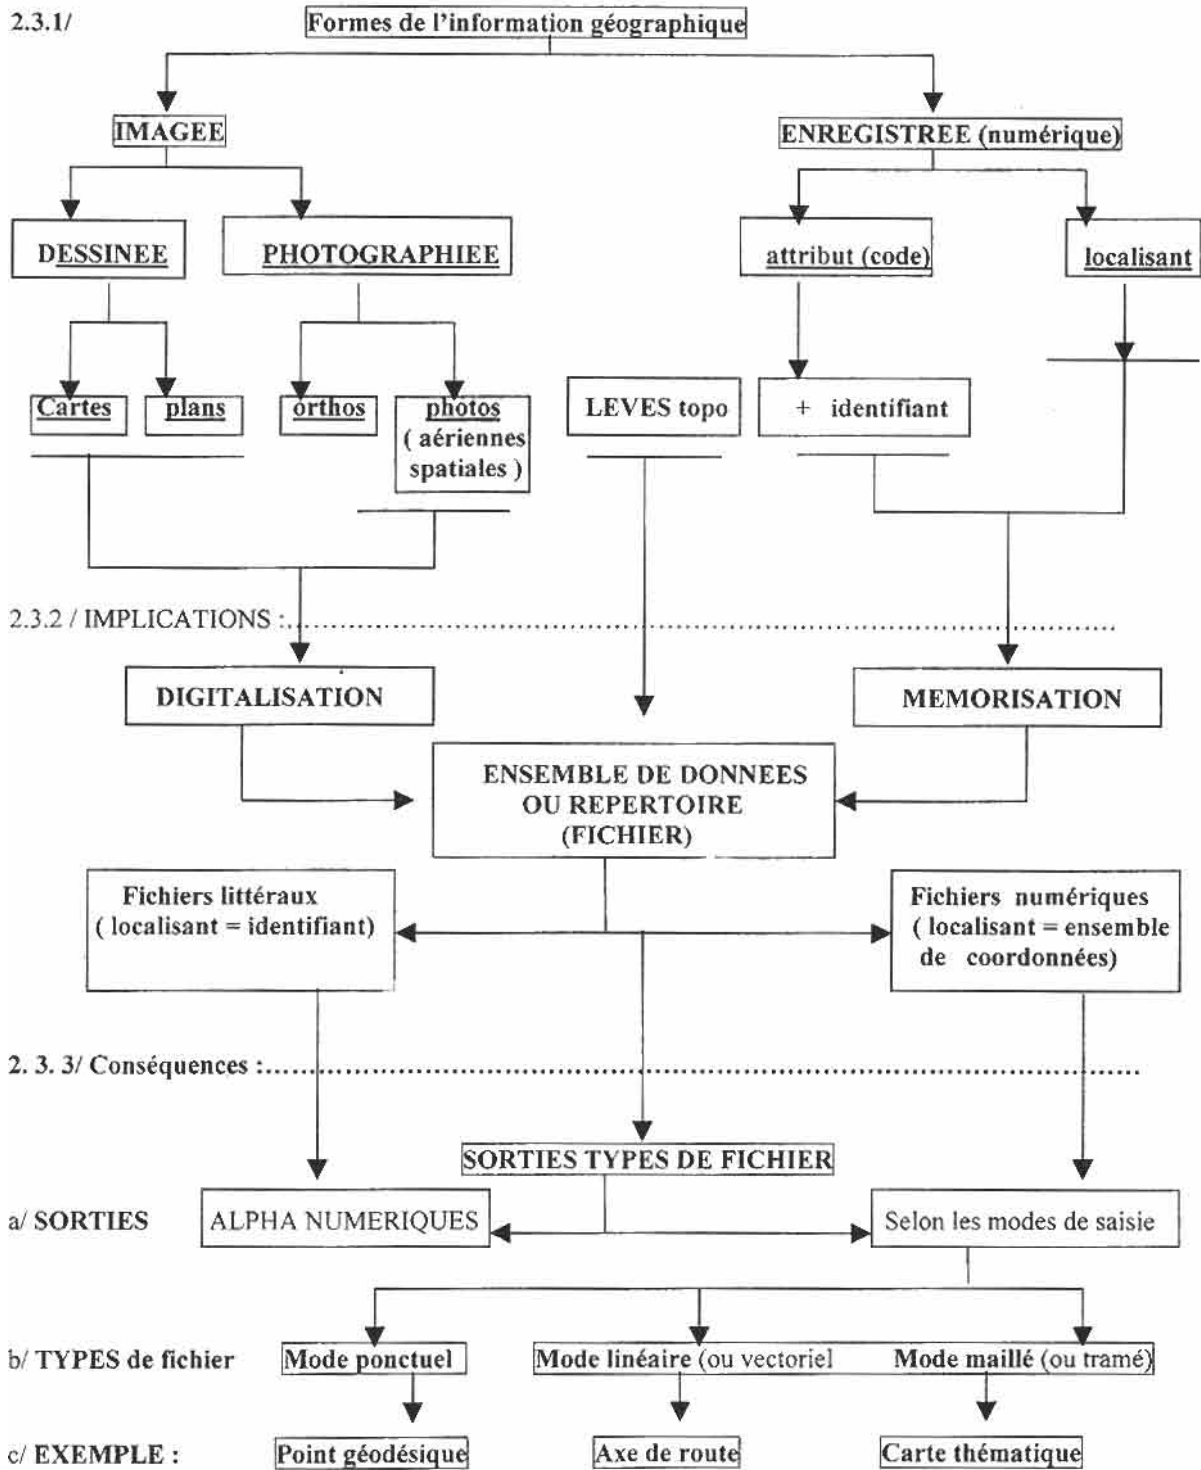 2.3.1/ Formes de l'information géographique
IMAGEE
ENREGISTREE (numérique)
DESSINEE
PHOTOGRAPHIEE
attribut (code)
localisant
Cartes
plans
orthos
photos
( aériennes
spatiales )
LEVES topo
+ identifiant
2.3.2 / IMPLICATIONS :
DIGITALISATION
MEMORISATION
ENSEMBLE DE DONNEES
OU REPERTOIRE
(FICHIER)
Fichiers littéraux
( localisant = identifiant)
Fichiers numériques
( localisant = ensemble
de coordonnées)
2. 3. 3/ Conséquences :
SORTIES TYPES DE FICHIER
a/ SORTIES
ALPHA NUMERIQUES
Selon les modes de saisie
b/ TYPES de fichier
Mode ponctuel
Mode linéaire (ou vectoriel
Mode maillé (ou tramé)
c/ EXEMPLE :
Point géodésique
Axe de route
Carte thématique